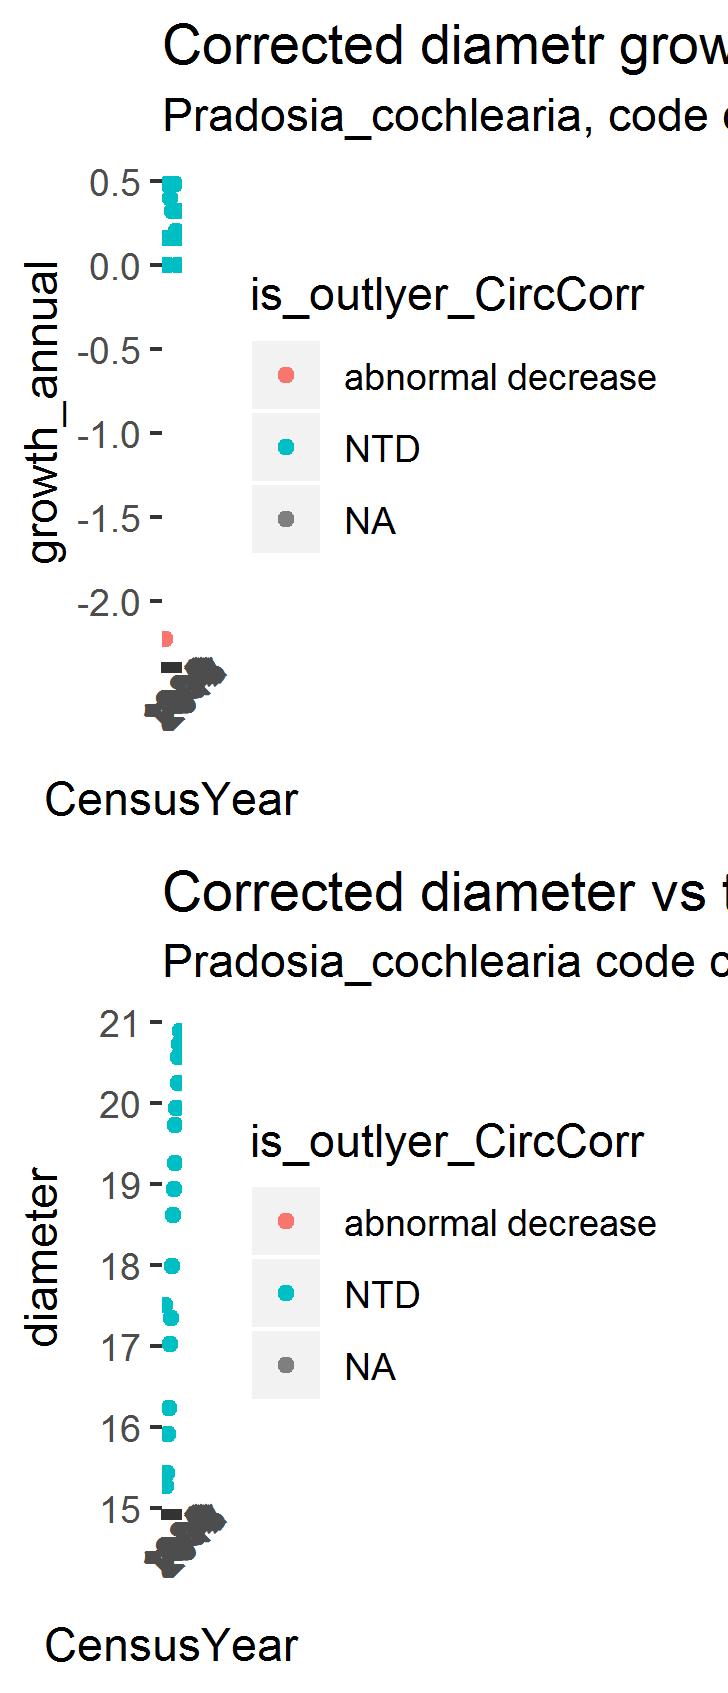 Corrected diametr grow
Pradosia_cochlearia, code
growth_annual
0.5
0.0
-0.5
-1.0
-1.5
-2.0
is_outlyer_CircCorr
abnormal decrease
NTD
NA
CensusYear
Corrected diameter vs
Pradosia_cochlearia code
diameter
21
20
19
18
17
16
15
is_outlyer_CircCorr
abnormal decrease
NTD
NA
CensusYear